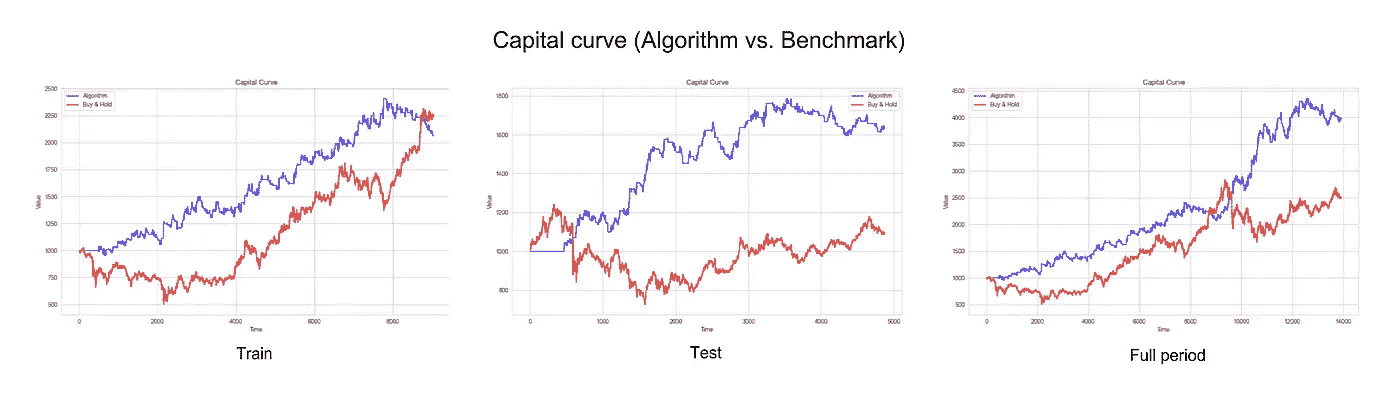 Capital curve (Algorithm vs. Benchmark)
Capital Curve
Algorithm
Buy & Hold
Value
2500
2250
2000
1750
1500
1250
1000
750
500
0
2000
4000
6000
8000
Time
Train
Capital Curve
Algorithm
Buy & Hold
Value
1800
1600
1400
1200
1000
800
0
1000
2000
3000
4000
5000
Time
Test
Capital Curve
Algorithm
Buy & Hold
Value
4500
4000
3500
3000
2500
2000
1500
1000
500
0
2000
4000
6000
8000
10000
12000
14000
Time
Full period